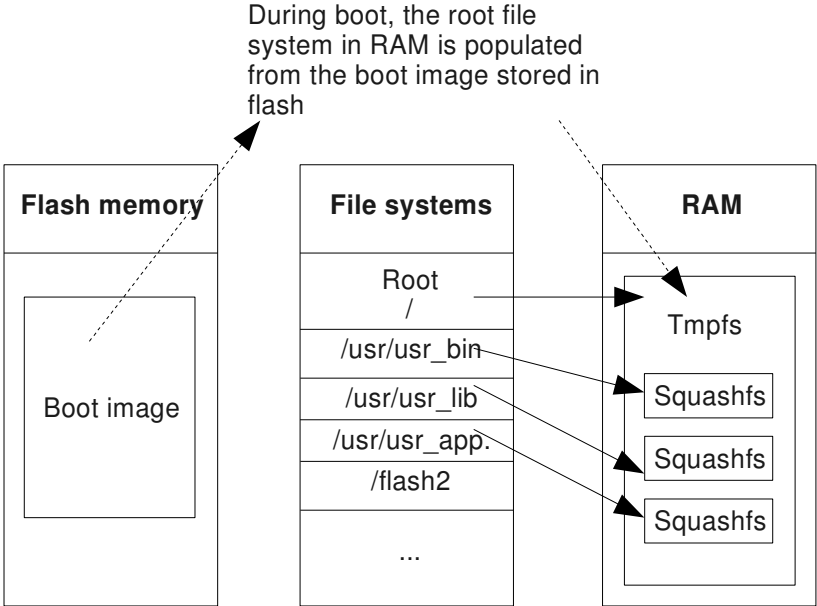 During boot, the root file
system in RAM is populated
from the boot image stored in
flash
Flash memory
File systems
RAM
Boot image
Root
/
/usr/usr_bin
/usr/usr_lib
/usr/usr_app.
/flash2
...
Tmpfs
Squashfs
Squashfs
Squashfs